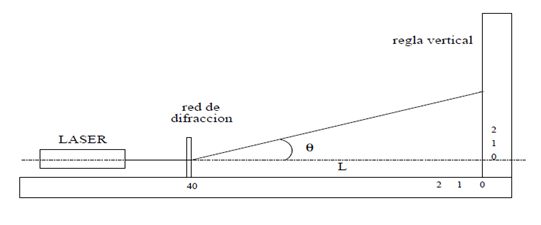 regla vertical
red de
difraccion
LASER
θ
L
2
1
0
40
2 1 0